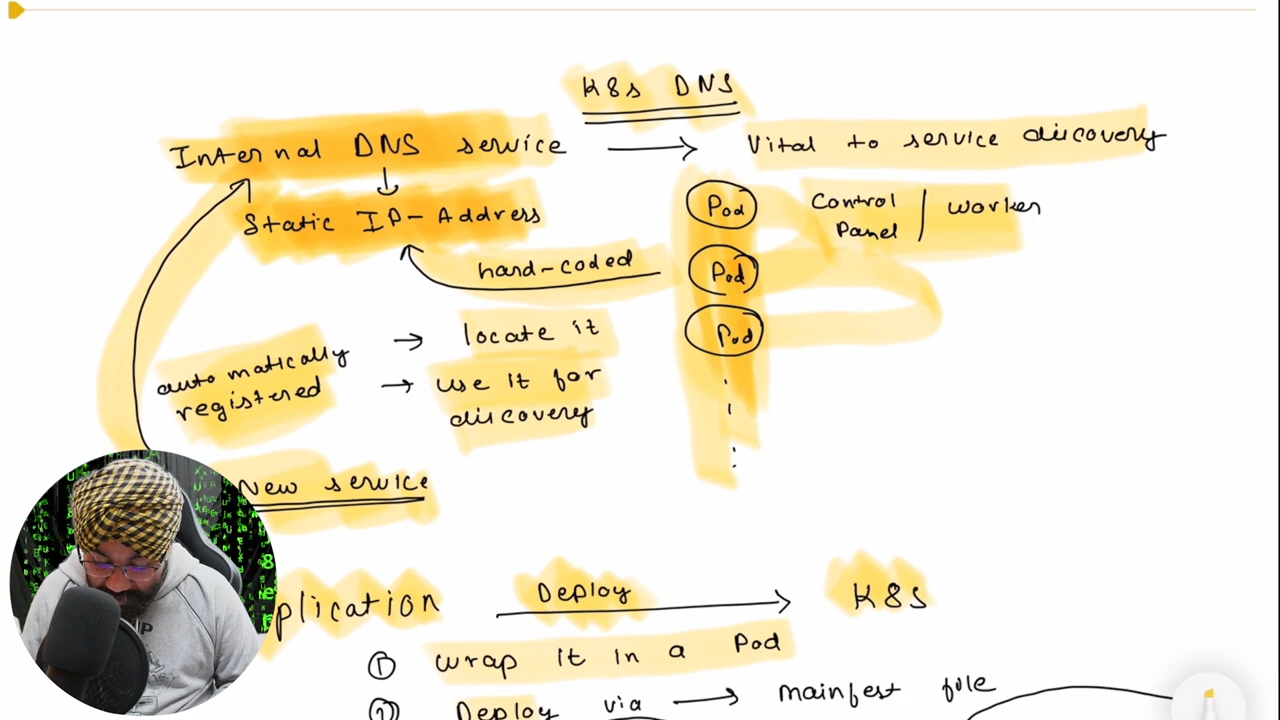 K8s DNS
Internal DNS service → Vital to service discovery
↓
Static IP-Address
Pod
Control Panel / Worker
hard-coded
Pod
Pod
automatically registered
→ locate it
→ use it for
discovery
New service
plication Deploy → K8s
① wrap it in a Pod
② Deploy via → mainfest file